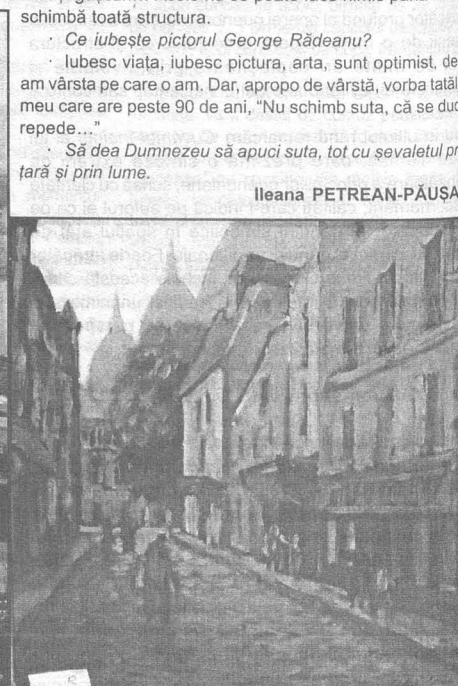 schimbă toată structura.
· Ce iubește pictorul George Rădeanu?
· Iubesc viața, iubesc pictura, arta, sunt optimist, de
am vârsta pe care o am. Dar, apropo de vârstă, vorba tatăl
meu care are peste 90 de ani, “Nu schimb suta, că se duc
repede...”
· Să dea Dumnezeu să apuci suta, tot cu șevaletul pr
țară și prin lume.
Ileana PETREAN-PĂUȘA